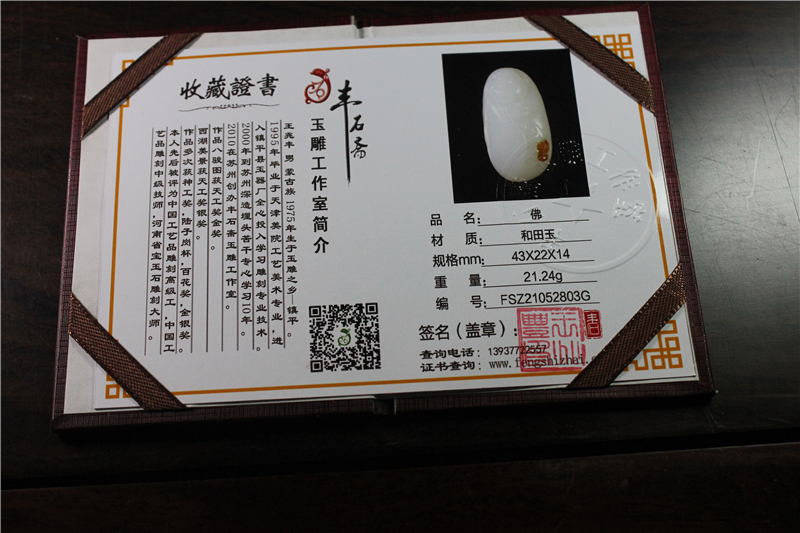 收藏證書
丰石斋
玉雕工作室简介
王兆丰 男 蒙古族 1975年生于玉雕之乡—镇平。
1995年毕业于天津美院工艺美术专业，进
入镇平县玉器厂全心投入学习雕刻专业技术。
2000年到苏州深造埋头苦干专心学习10年。
2010在苏州创办丰石斋玉雕工作室。
作品八骏图获天工奖金奖。
西湖美景获天工奖银奖。
作品多次获神工奖，陆子岗杯，百花奖，金银奖。
本人先后被评为中国工艺品雕刻高级工，中国工
艺品雕刻中级技师，河南省宝玉石雕刻大师。
品 名：佛
材 质：和田玉
规格mm：43X22X14
重 量：21.24g
编 号：FSZ21052803G
签名（盖章）：
查询电话：13937722557
证书查询：www.fengshizhai.